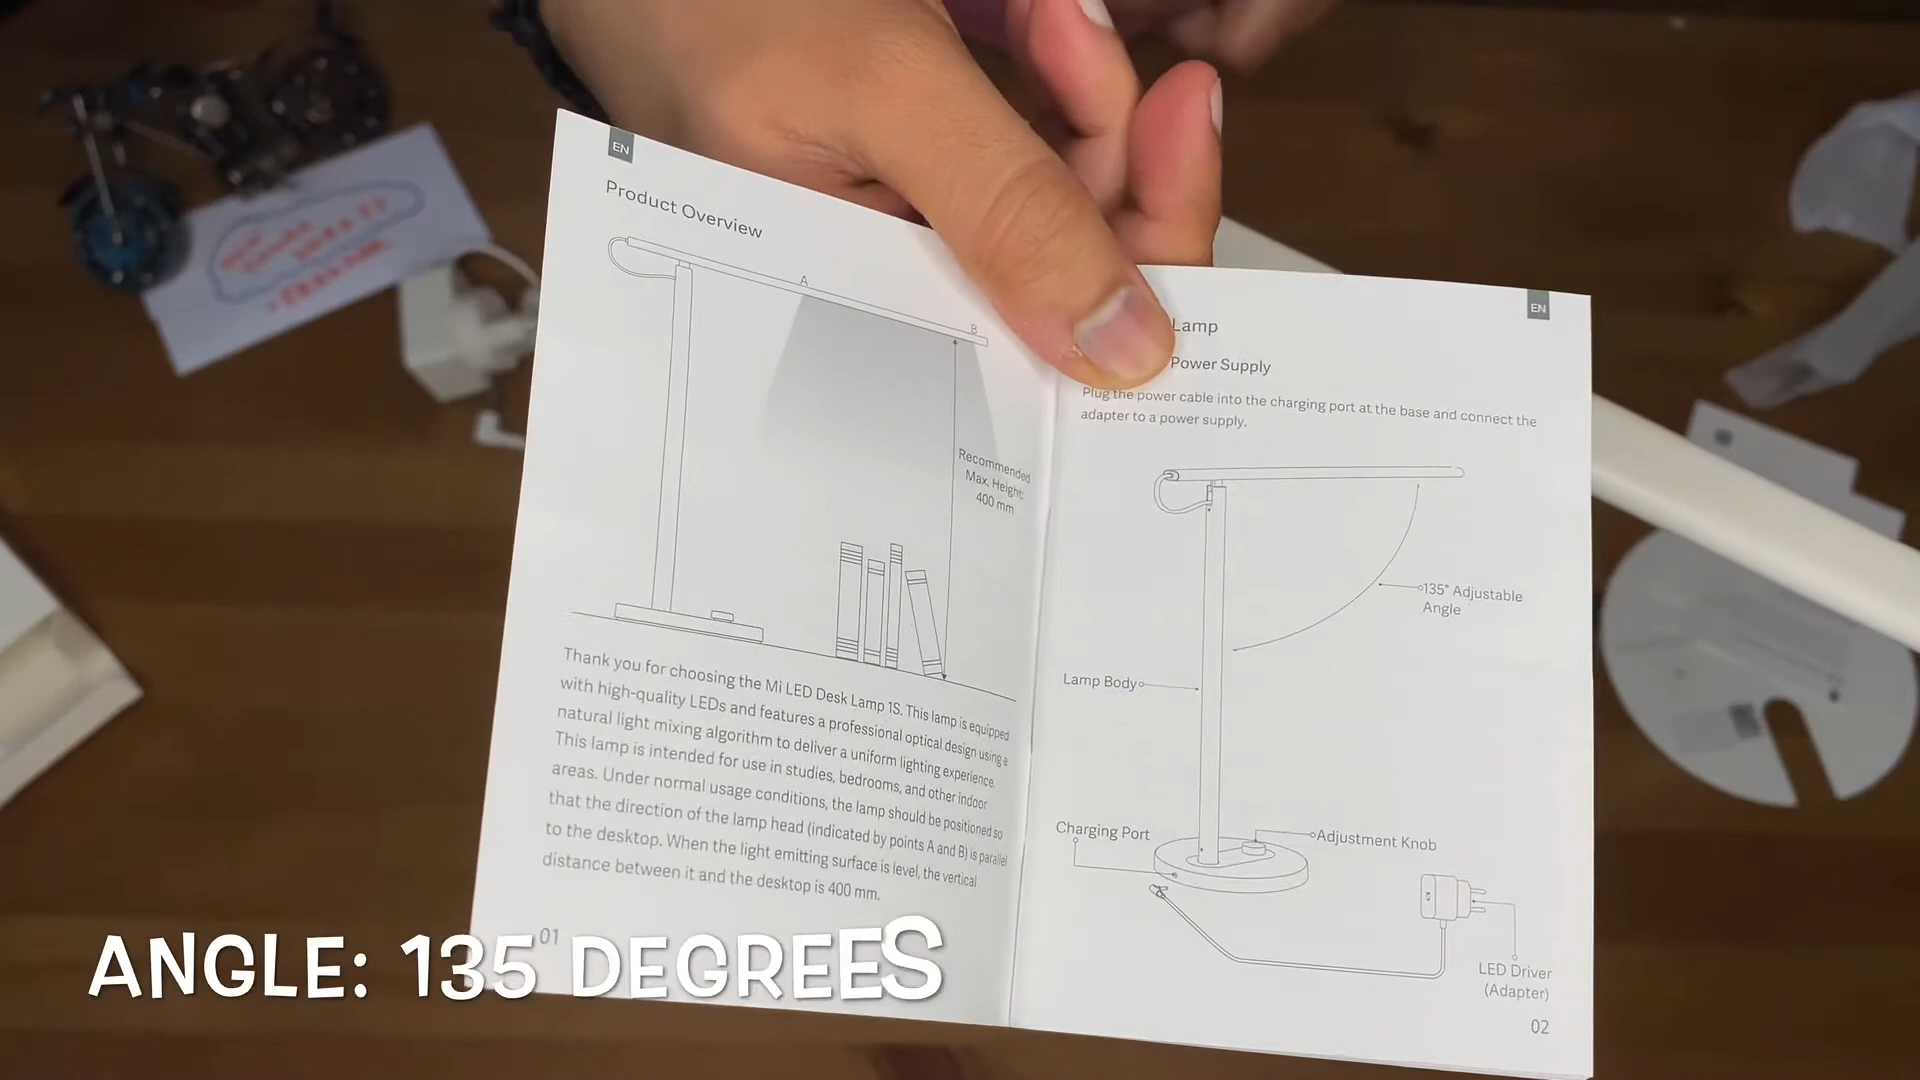 EN
Product Overview
A
B
Recommended
Max. Height:
400 mm
Thank you for choosing the Mi LED Desk Lamp 1S. This lamp is equipped
with high-quality LEDs and features a professional optical design using a
natural light mixing algorithm to deliver a uniform lighting experience.
This lamp is intended for use in studies, bedrooms, and other indoor
areas. Under normal usage conditions, the lamp should be positioned so
that the direction of the lamp head (indicated by points A and B) is parallel
to the desktop. When the light emitting surface is level, the vertical
distance between it and the desktop is 400 mm.
01
EN
Lamp
Power Supply
Plug the power cable into the charging port at the base and connect the
adapter to a power supply.
135° Adjustable
Angle
Lamp Body
Charging Port
Adjustment Knob
LED Driver
(Adapter)
02
ANGLE: 135 DEGREES